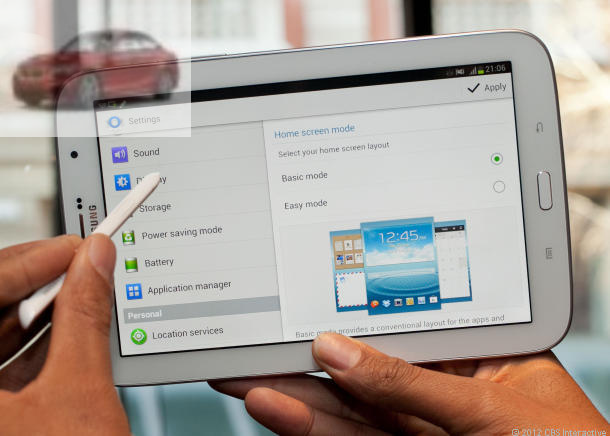 21:06
Settings
Apply
Sound
Storage
Power saving mode
Battery
Application manager
Personal
Location services
Home screen mode
Select your home screen layout
Basic mode
Easy mode
12:45
Basic mode provides a conventional layout for the apps and
SAMSUNG
© 2012 CBS Interactive